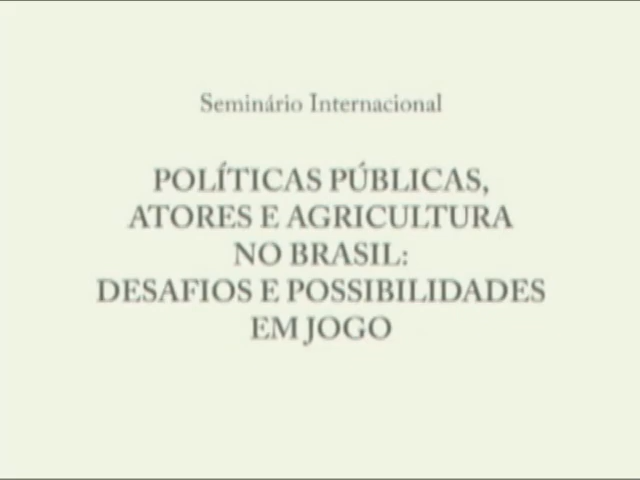 Seminário Internacional
POLÍTICAS PÚBLICAS,
ATORES E AGRICULTURA
NO BRASIL:
DESAFIOS E POSSIBILIDADES
EM JOGO